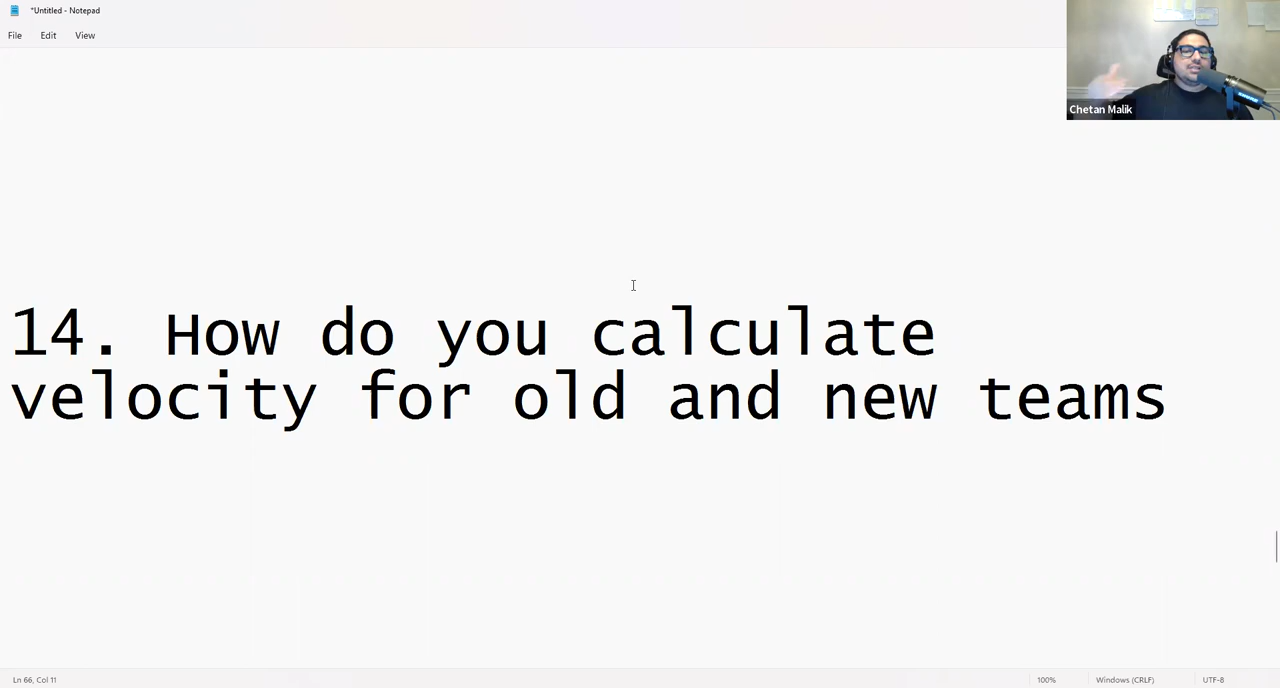 *Untitled - Notepad
File Edit View
Chetan Malik
14. How do you calculate
velocity for old and new teams
Ln 66, Col 11
100%
Windows (CRLF)
UTF-8